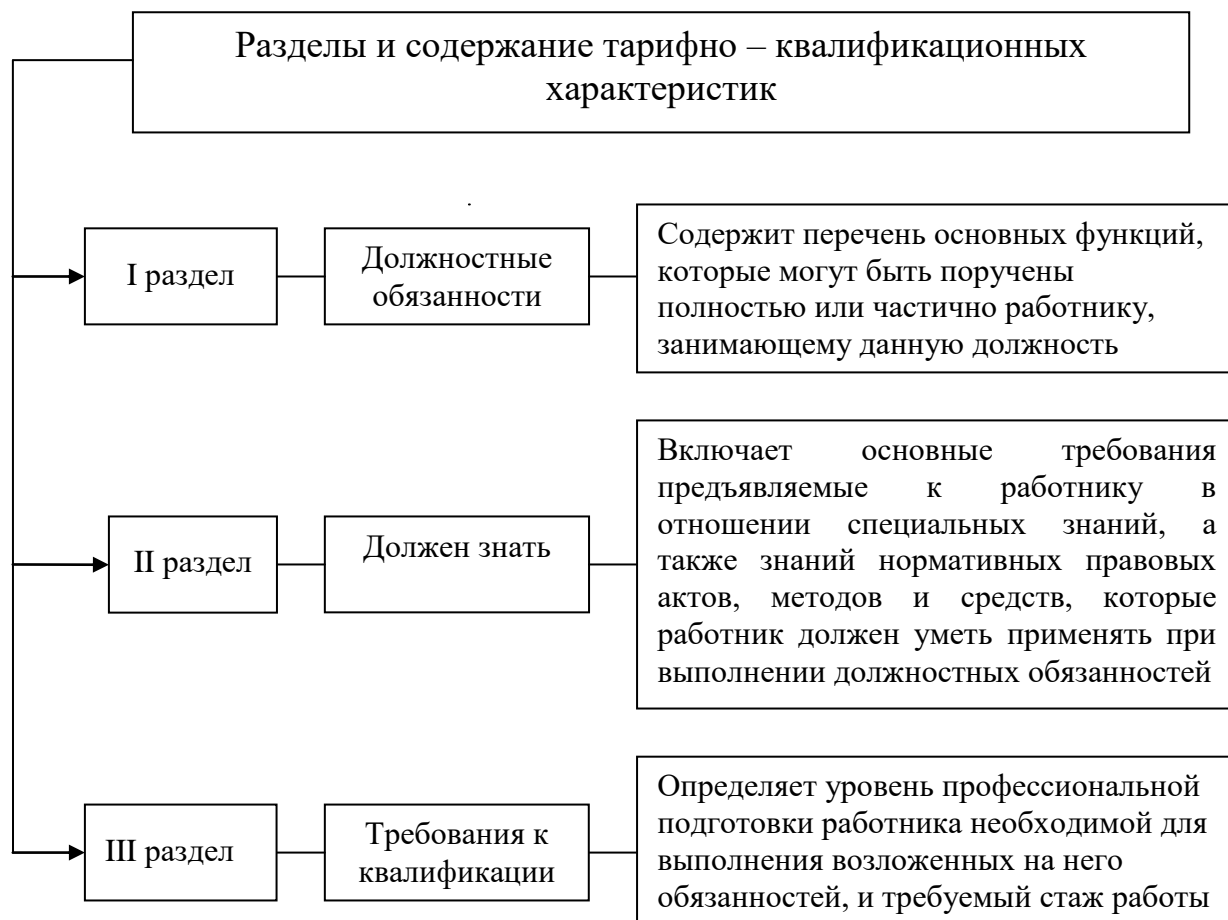 Разделы и содержание тарифно – квалификационных
характеристик
I раздел
Должностные
обязанности
Содержит перечень основных функций,
которые могут быть поручены
полностью или частично работнику,
занимающему данную должность
II раздел
Должен знать
Включает основные требования
предъявляемые к работнику в
отношении специальных знаний, а
также знаний нормативных правовых
актов, методов и средств, которые
работник должен уметь применять при
выполнении должностных обязанностей
III раздел
Требования к
квалификации
Определяет уровень профессиональной
подготовки работника необходимой для
выполнения возложенных на него
обязанностей, и требуемый стаж работы